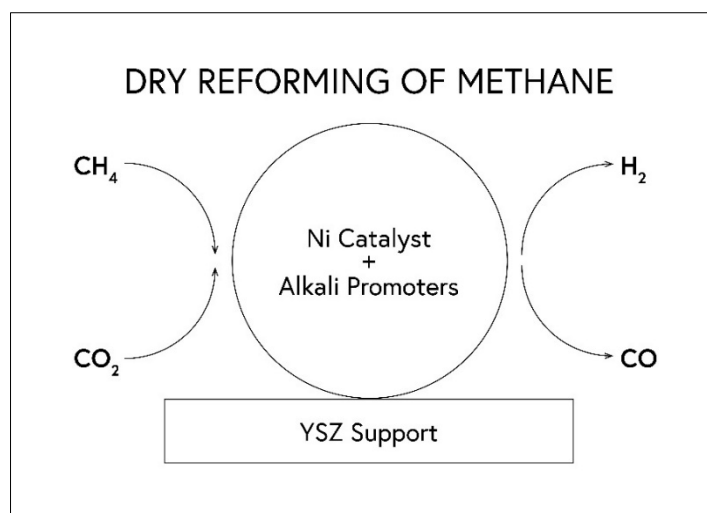 DRY REFORMING OF METHANE
CH₄
H₂
Ni Catalyst
+
Alkali Promoters
CO₂
CO
YSZ Support